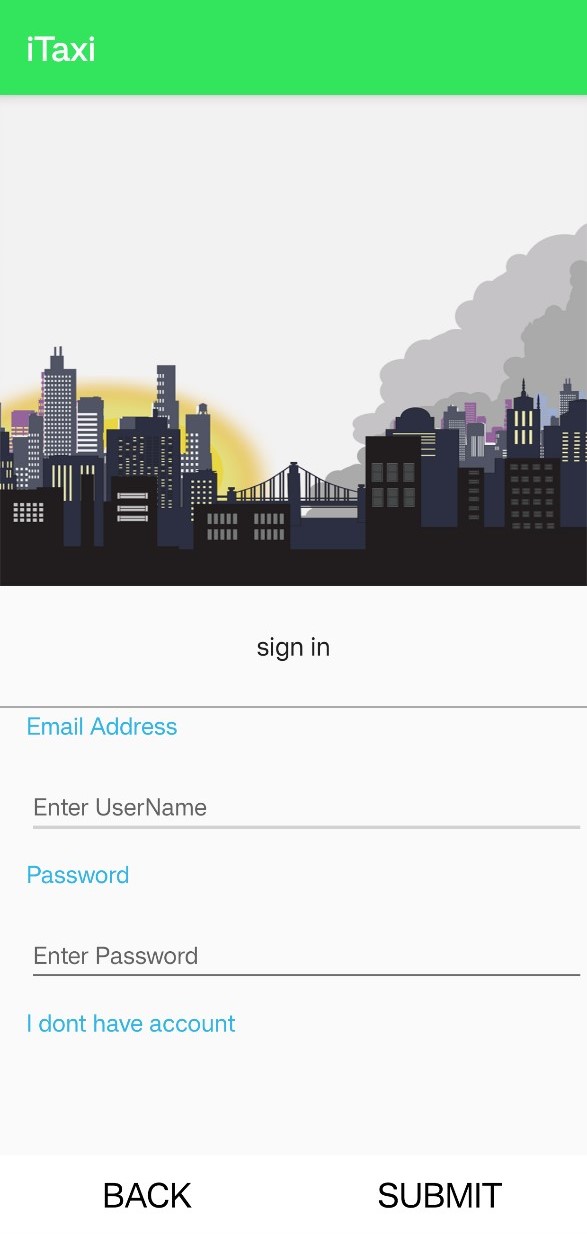 iTaxi
sign in
Email Address
Enter UserName
Password
Enter Password
I dont have account
BACK SUBMIT